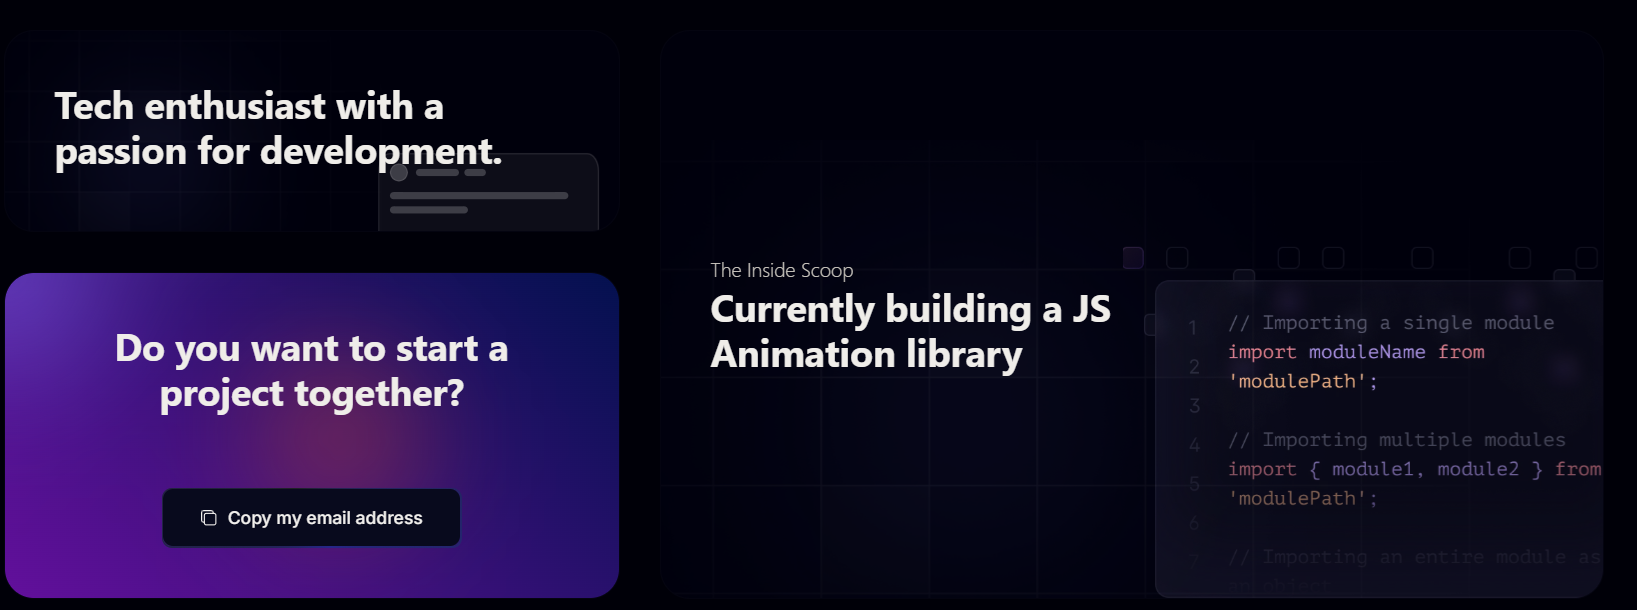 Tech enthusiast with a
passion for development.
Do you want to start a
project together?
Copy my email address
The Inside Scoop
Currently building a JS
Animation library
1
2
3
4
5
6
7
// Importing a single module
import moduleName from
'modulePath';
// Importing multiple modules
import { module1, module2 } from
'modulePath';
// Importing an entire module as
an object